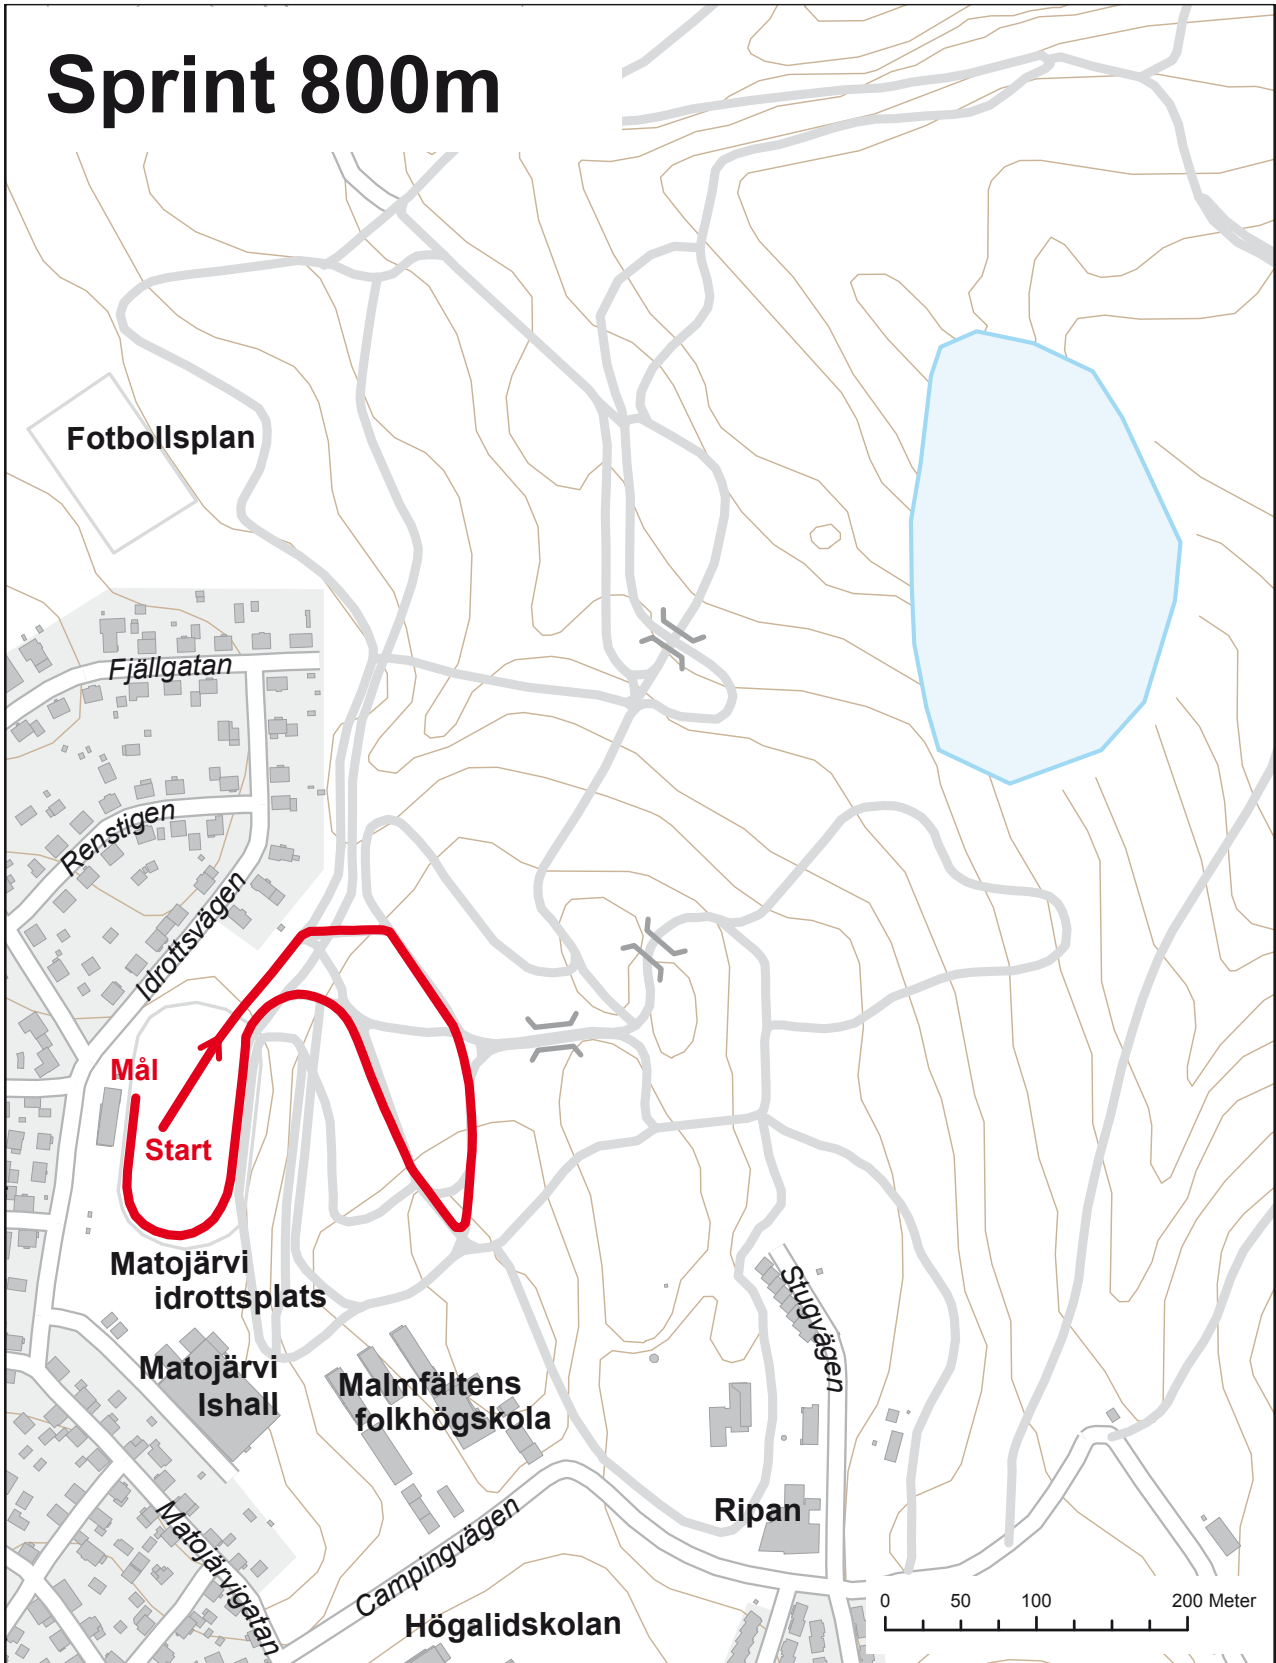 Sprint 800m
Fotbollsplan
Fjällgatan
Renstigen
Idrottsvägen
Mål
Start
Matojärvi
idrottsplats
Stugvägen
Matojärvi
Ishall
Malmfältens
folkhögskola
Ripan
Matojärvigatan
Campingvägen
Högalidskolan
0 50 100 200 Meter